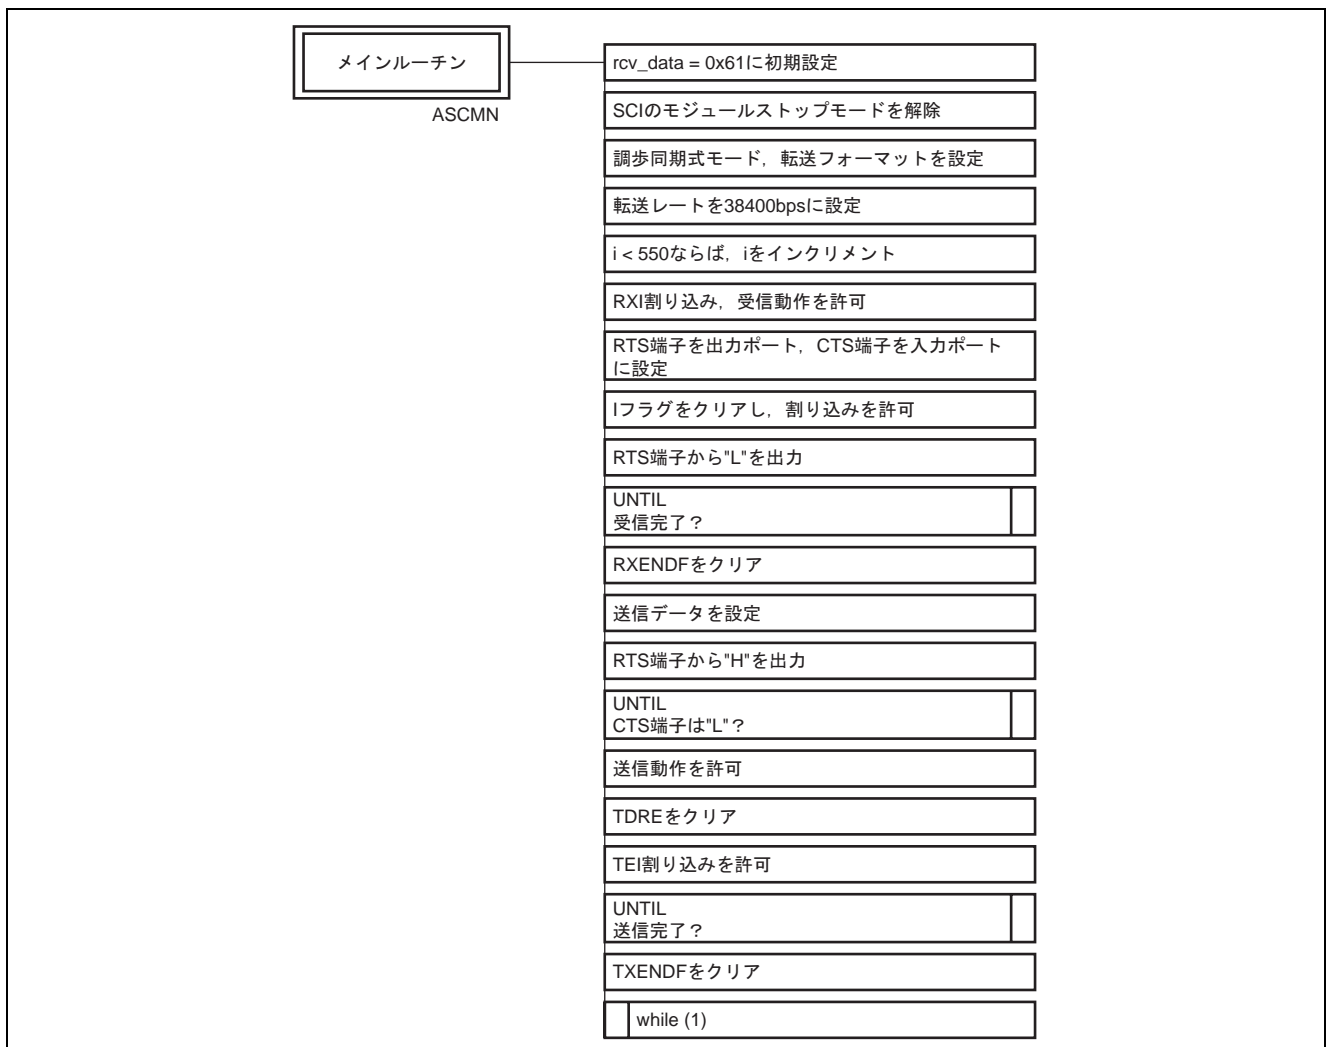 メインルーチン
ASCMN
rcv_data = 0x61に初期設定
SCIのモジュールストップモードを解除
調歩同期式モード，転送フォーマットを設定
転送レートを38400bpsに設定
i < 550ならば，iをインクリメント
RXI割り込み，受信動作を許可
RTS端子を出力ポート，CTS端子を入力ポート
に設定
Iフラグをクリアし，割り込みを許可
RTS端子から"L"を出力
UNTIL
受信完了？
RXENDFをクリア
送信データを設定
RTS端子から"H"を出力
UNTIL
CTS端子は"L"？
送信動作を許可
TDREをクリア
TEI割り込みを許可
UNTIL
送信完了？
TXENDFをクリア
while (1)